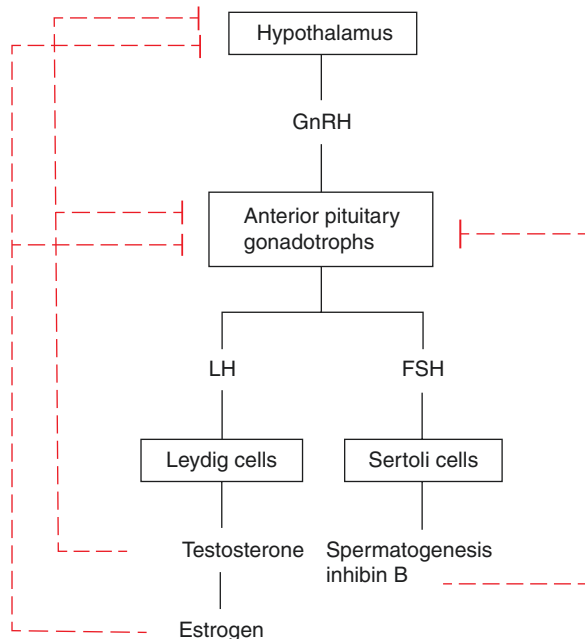 Hypothalamus
GnRH
Anterior pituitary
gonadotrophs
LH
FSH
Leydig cells
Sertoli cells
Testosterone
Spermatogenesis
inhibin B
Estrogen